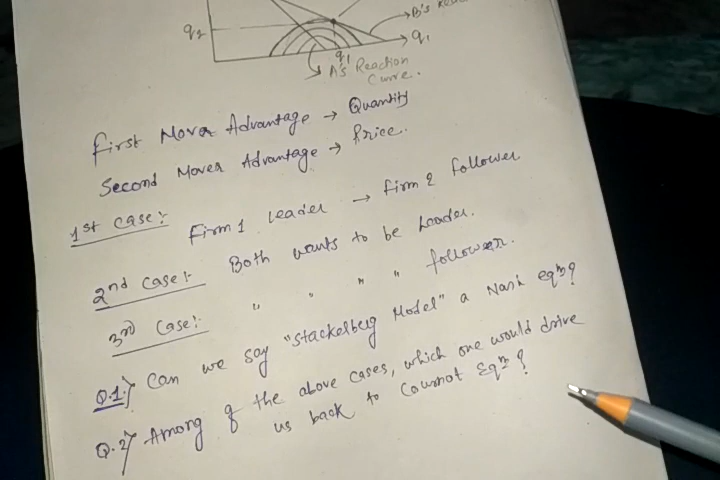 q₂
B's
q₁
q₁
A's Reaction
Curve.
First Mover Advantage → Quantity
Second Mover Advantage → Price.
1st case:- Firm 1 leader → firm 2 follower
2nd case:- Both wants to be leader.
3rd case:- " " " " follower.
Q.1.) Can we say "Stackelberg Model" a Nash eqᵐ?
Q.2) Among of the above cases, which one would drive
us back to Cournot Eqᵐ?